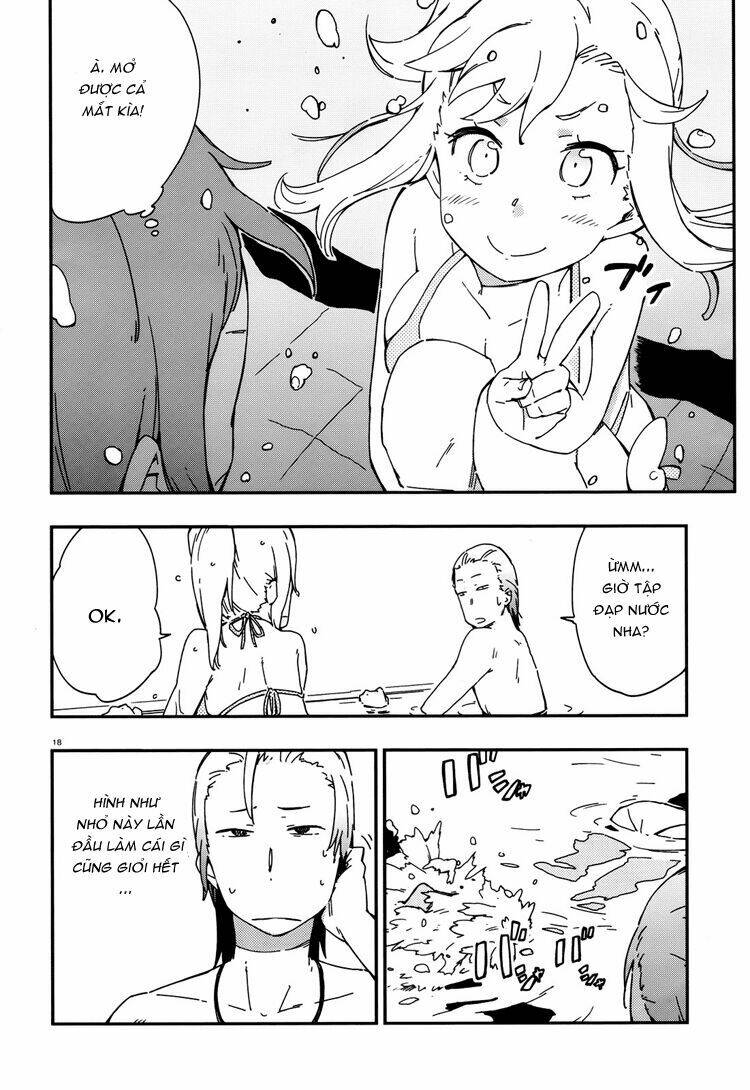 À, MỞ
ĐƯỢC CẢ
MẮT KÌA!
ブイ
ỪMM...
GIỜ TẬP
ĐẠP NƯỚC
NHA?
OK.
18
HÌNH NHƯ
NHỎ NÀY LẦN
ĐẦU LÀM CÁI GÌ
CŨNG GIỎI HẾT
...